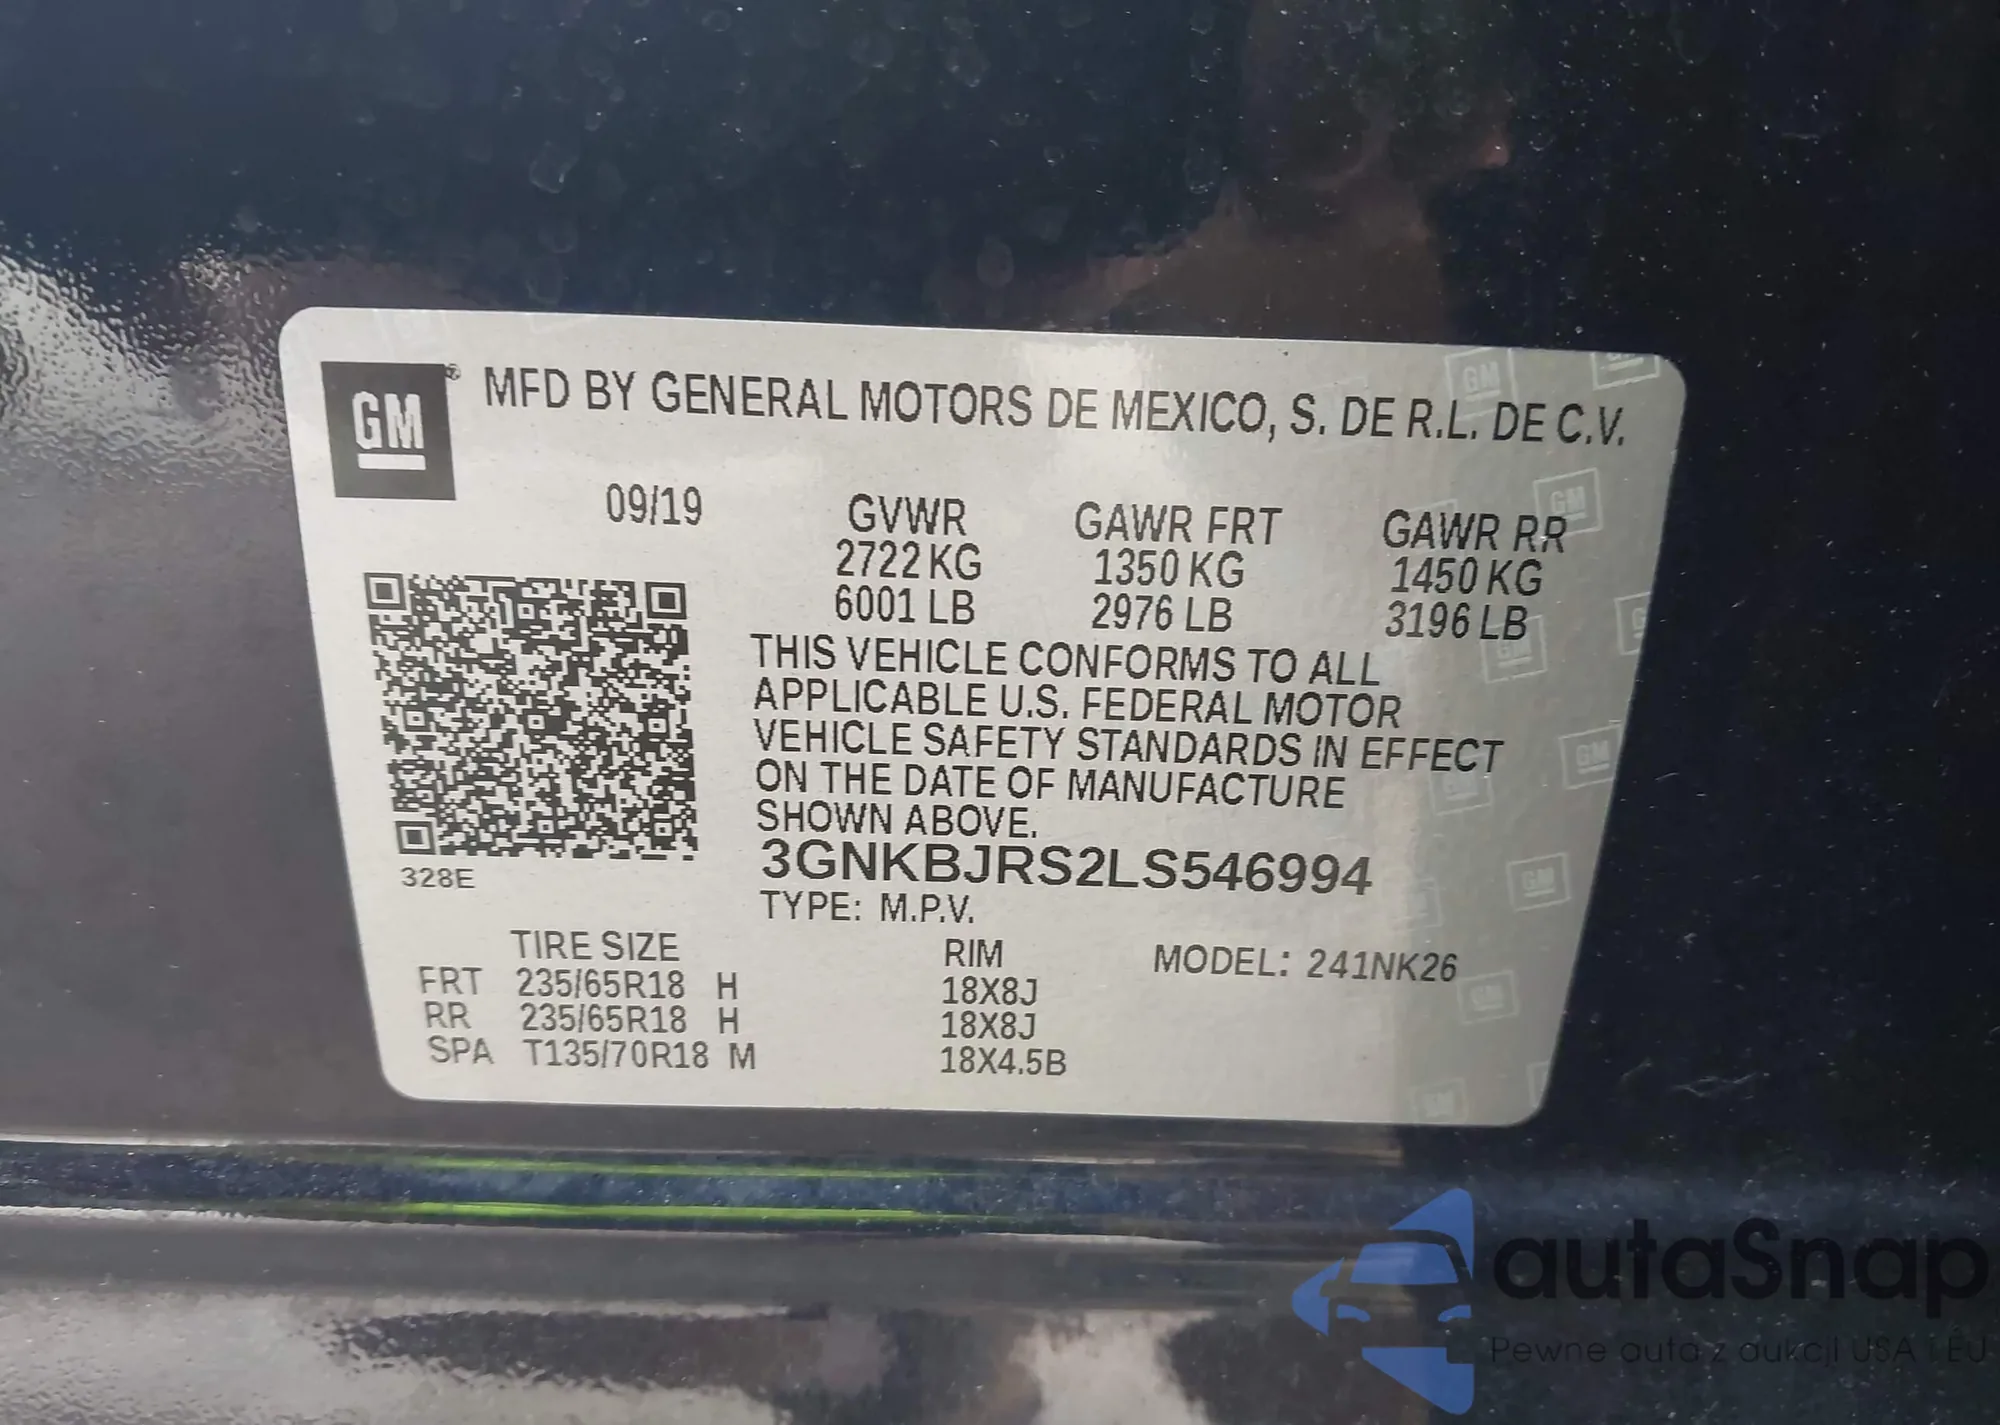 GM
MFD BY GENERAL MOTORS DE MEXICO, S. DE R.L. DE C.V.
09/19
GVWR GAWR FRT GAWR RR
2722 KG 1350 KG 1450 KG
6001 LB 2976 LB 3196 LB
THIS VEHICLE CONFORMS TO ALL
APPLICABLE U.S. FEDERAL MOTOR
VEHICLE SAFETY STANDARDS IN EFFECT
ON THE DATE OF MANUFACTURE
SHOWN ABOVE.
3GNKBJRS2LS546994
328E
TYPE: M.P.V.
TIRE SIZE RIM MODEL: 241NK26
FRT 235/65R18 H 18X8J
RR 235/65R18 H 18X8J
SPA T135/70R18 M 18X4.5B
autaSnap
Pewne auta z aukcji USA i EU